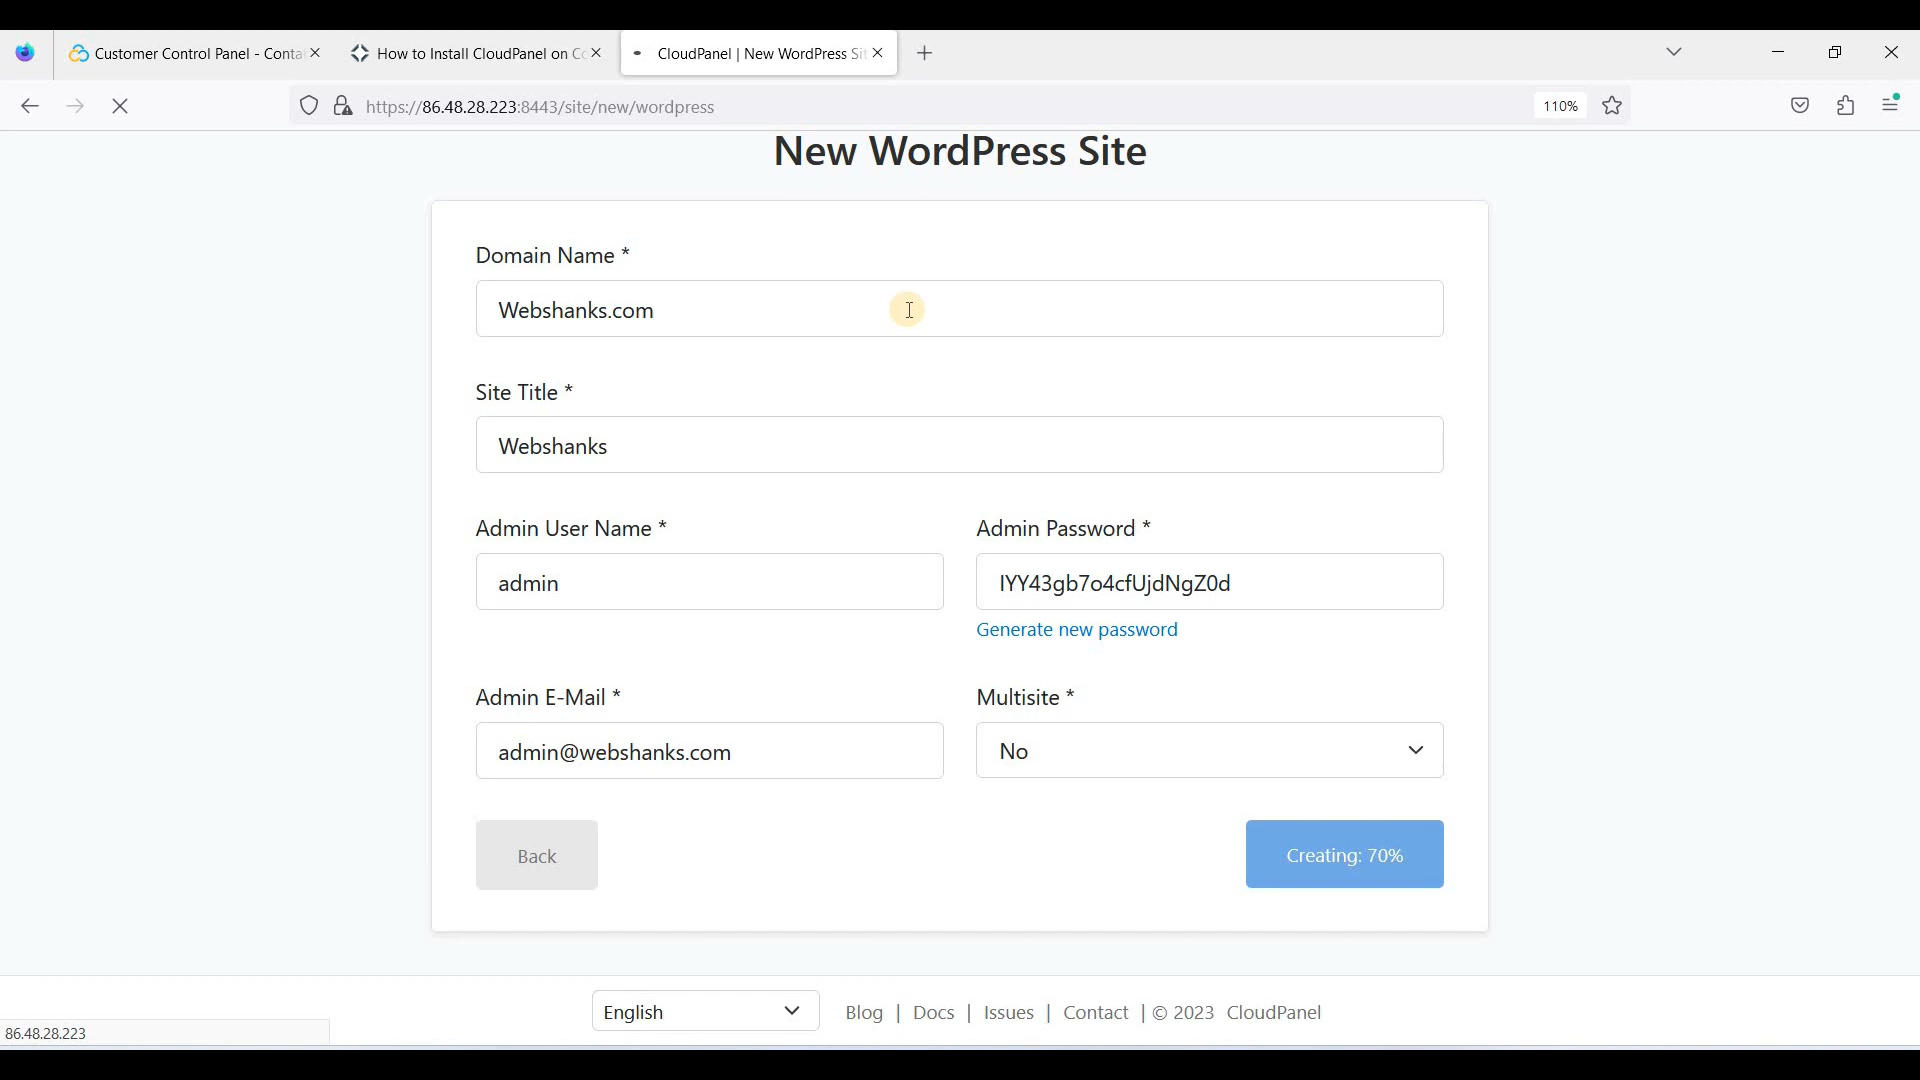 Customer Control Panel - Conta
How to Install CloudPanel on Co
CloudPanel | New WordPress Sit
https://86.48.28.223:8443/site/new/wordpress
110%
New WordPress Site
Domain Name *
Webshanks.com
Site Title *
Webshanks
Admin User Name *
Admin Password *
admin
IYY43gb7o4cfUjdNgZ0d
Generate new password
Admin E-Mail *
Multisite *
admin@webshanks.com
No
Back
Creating: 70%
English
Blog | Docs | Issues | Contact | © 2023 CloudPanel
86.48.28.223